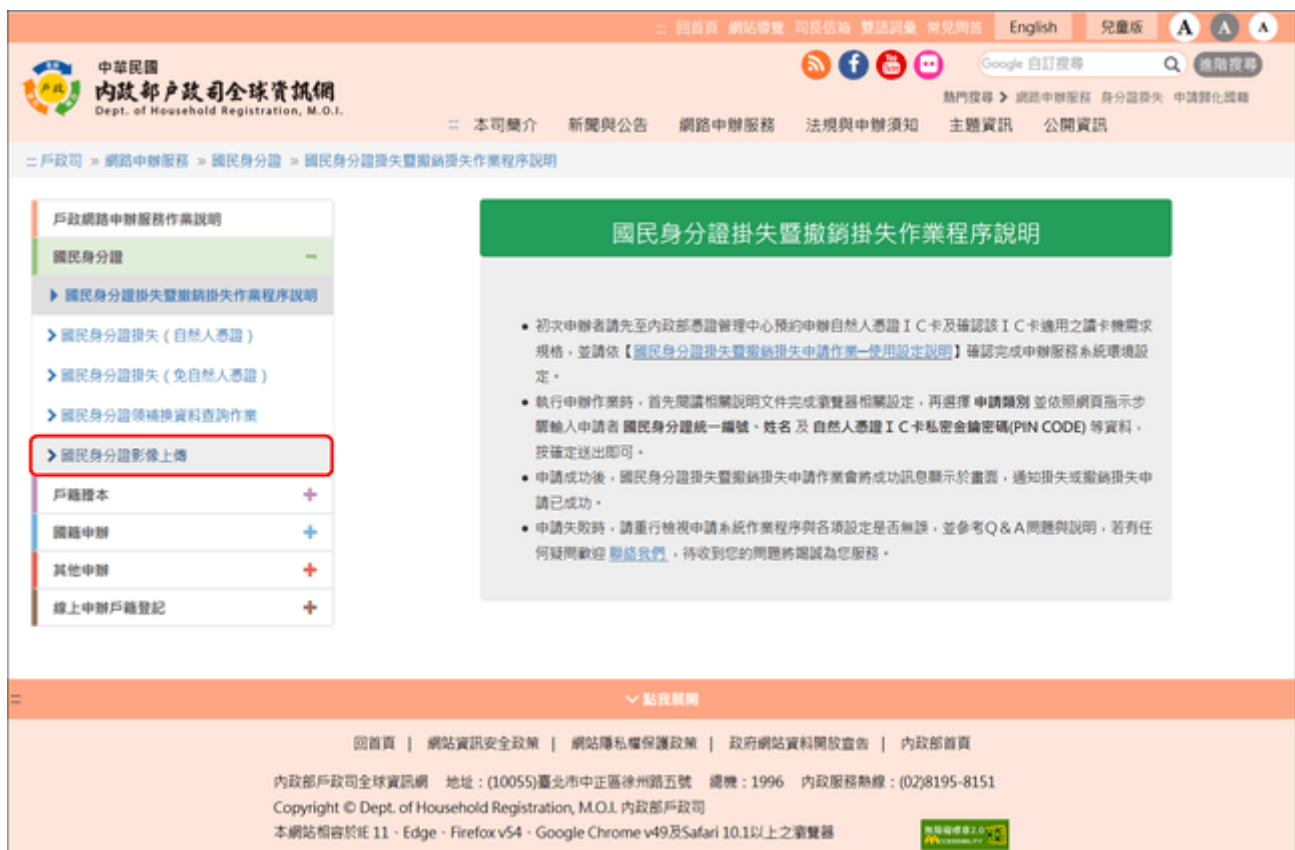 :: 回首頁 網站導覽 司長信箱 雙語詞彙 常見問答 English 兒童版 A A A
中華民國
內政部戶政司全球資訊網
Dept. of Household Registration, M.O.I.
Google 自訂搜尋 進階搜尋
熱門搜尋 網路申辦服務 身分證掛失 申請歸化國籍
:: 本司簡介 新聞與公告 網路申辦服務 法規與申辦須知 主題資訊 公開資訊
:: 戶政司 » 網路申辦服務 » 國民身分證 » 國民身分證掛失暨撤銷掛失作業程序說明
戶政網路申辦服務作業說明
國民身分證 −
國民身分證掛失暨撤銷掛失作業程序說明
國民身分證掛失 ( 自然人憑證 )
國民身分證掛失 ( 免自然人憑證 )
國民身分證領補換資料查詢作業
國民身分證影像上傳
戶籍謄本 +
國籍申辦 +
其他申辦 +
線上申辦戶籍登記 +
國民身分證掛失暨撤銷掛失作業程序說明
• 初次申辦者請先至內政部憑證管理中心預約申辦自然人憑證ＩＣ卡及確認該ＩＣ卡適用之讀卡機需求
規格，並請依【國民身分證掛失暨撤銷掛失申請作業─使用設定說明】確認完成申辦服務系統環境設
定。
• 執行申辦作業時，首先閱讀相關說明文件完成瀏覽器相關設定，再選擇 申請類別 並依照網頁指示步
驟輸入申請者 國民身分證統一編號、姓名 及 自然人憑證ＩＣ卡私密金鑰密碼(PIN CODE) 等資料，
按確定送出即可。
• 申請成功後，國民身分證掛失暨撤銷掛失申請作業會將成功訊息顯示於畫面，通知掛失或撤銷掛失申
請已成功。
• 申請失敗時，請重行檢視申請系統作業程序與各項設定是否無誤，並參考Ｑ＆Ａ問題與說明，若有任
何疑問歡迎 聯絡我們 ，待收到您的問題將竭誠為您服務。
點我展開
回首頁 | 網站資訊安全政策 | 網站隱私權保護政策 | 政府網站資料開放宣告 | 內政部首頁
內政部戶政司全球資訊網 地址：(10055)臺北市中正區徐州路五號 總機：1996 內政服務熱線：(02)8195-8151
Copyright © Dept. of Household Registration, M.O.I. 內政部戶政司
本網站相容於IE 11、Edge、Firefox v54、Google Chrome v49及Safari 10.1以上之瀏覽器